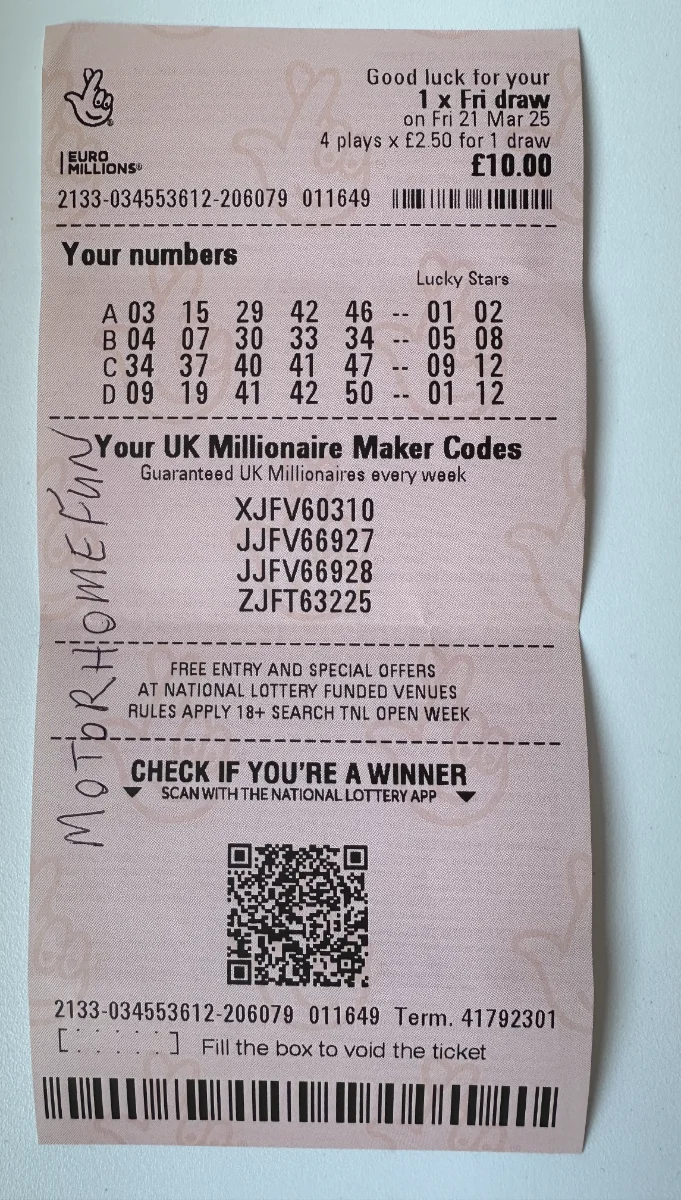 Good luck for your
1 x Fri draw
on Fri 21 Mar 25
4 plays x £2.50 for 1 draw
EURO
MILLIONS®
£10.00
2133-034553612-206079 011649
Your numbers
Lucky Stars
A 03 15 29 42 46 -- 01 02
B 04 07 30 33 34 -- 05 08
C 34 37 40 41 47 -- 09 12
D 09 19 41 42 50 -- 01 12
Your UK Millionaire Maker Codes
Guaranteed UK Millionaires every week
XJFV60310
JJFV66927
JJFV66928
ZJFT63225
MOTORHOMEFUN
FREE ENTRY AND SPECIAL OFFERS
AT NATIONAL LOTTERY FUNDED VENUES
RULES APPLY 18+ SEARCH TNL OPEN WEEK
CHECK IF YOU'RE A WINNER
SCAN WITH THE NATIONAL LOTTERY APP
2133-034553612-206079 011649 Term. 41792301
Fill the box to void the ticket